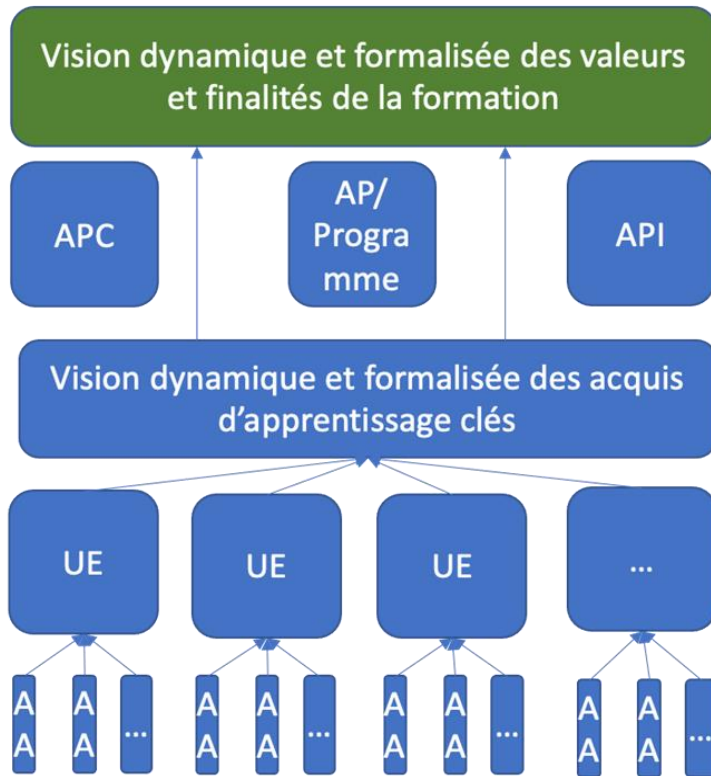 Vision dynamique et formalisée des valeurs
et finalités de la formation
APC
AP/
Progra
mme
API
Vision dynamique et formalisée des acquis
d'apprentissage clés
UE
UE
UE
...
A
A
A
A
...
A
A
A
A
...
A
A
A
A
...
A
A
A
A
...